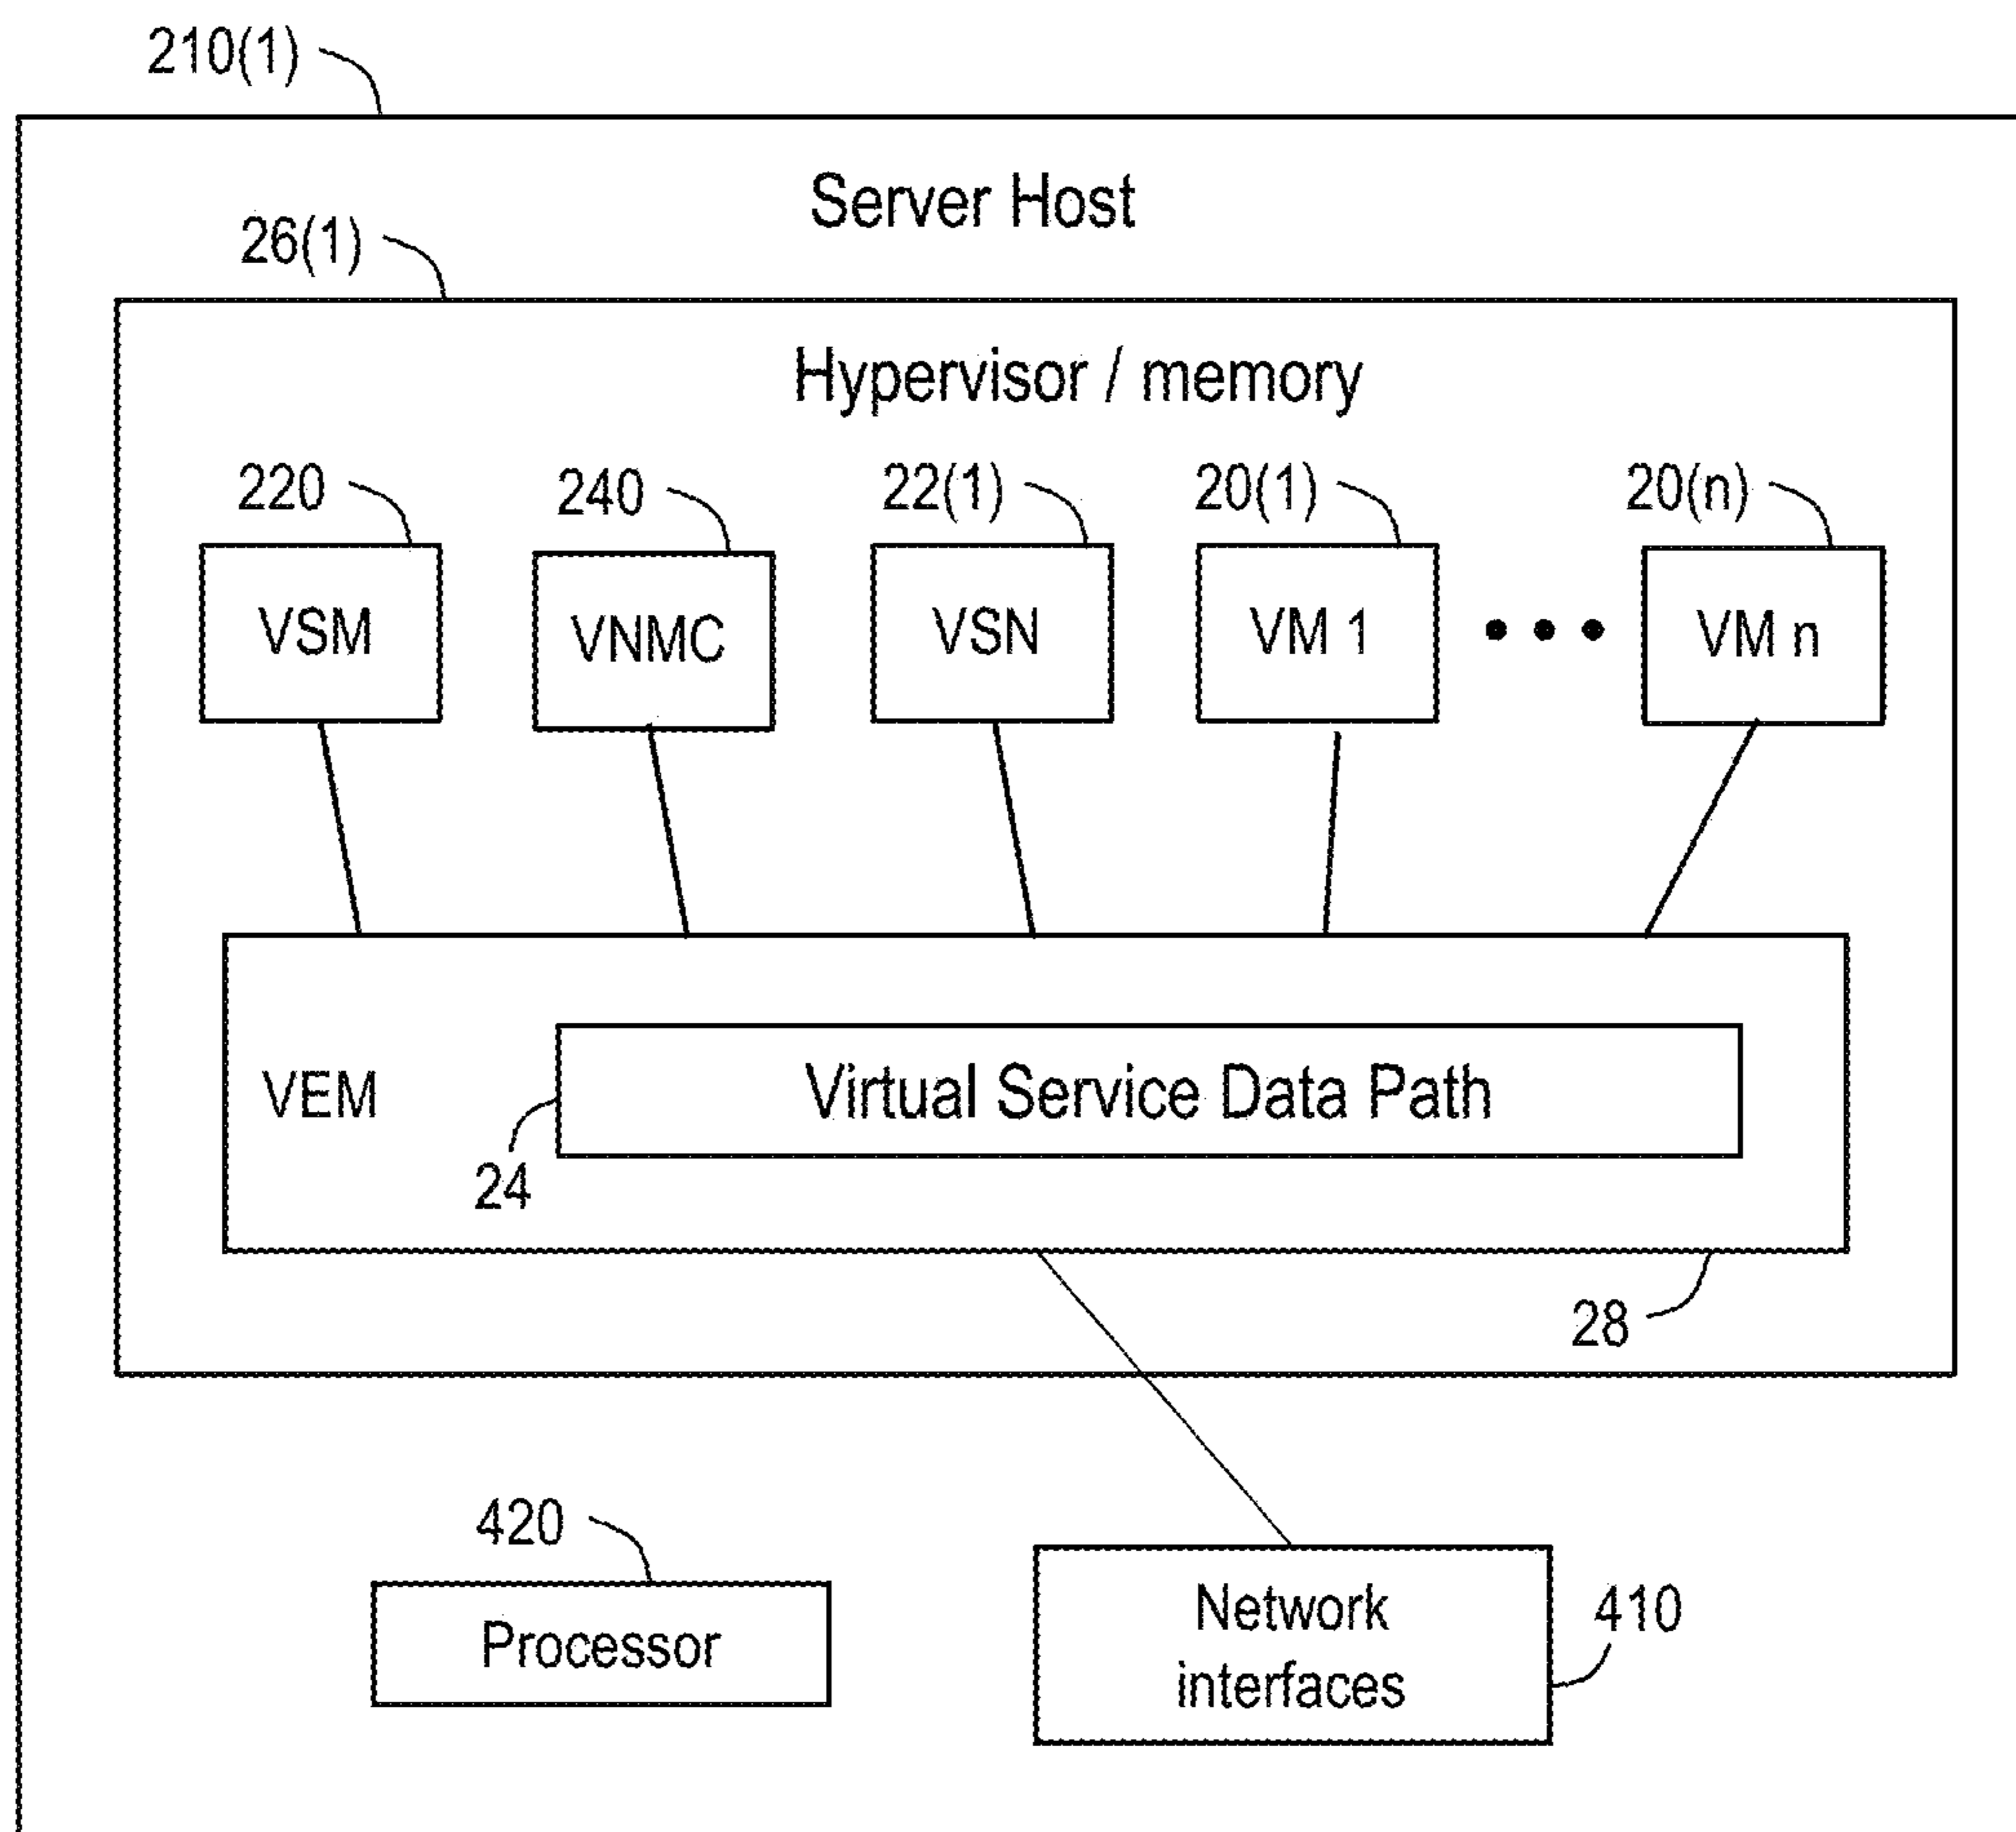 210(1)
Server Host
26(1)
Hypervisor / memory
220
240
22(1)
20(1)
20(n)
VSM
VNMC
VSN
VM 1
VM n
VEM
Virtual Service Data Path
24
28
420
Processor
Network
interfaces
410